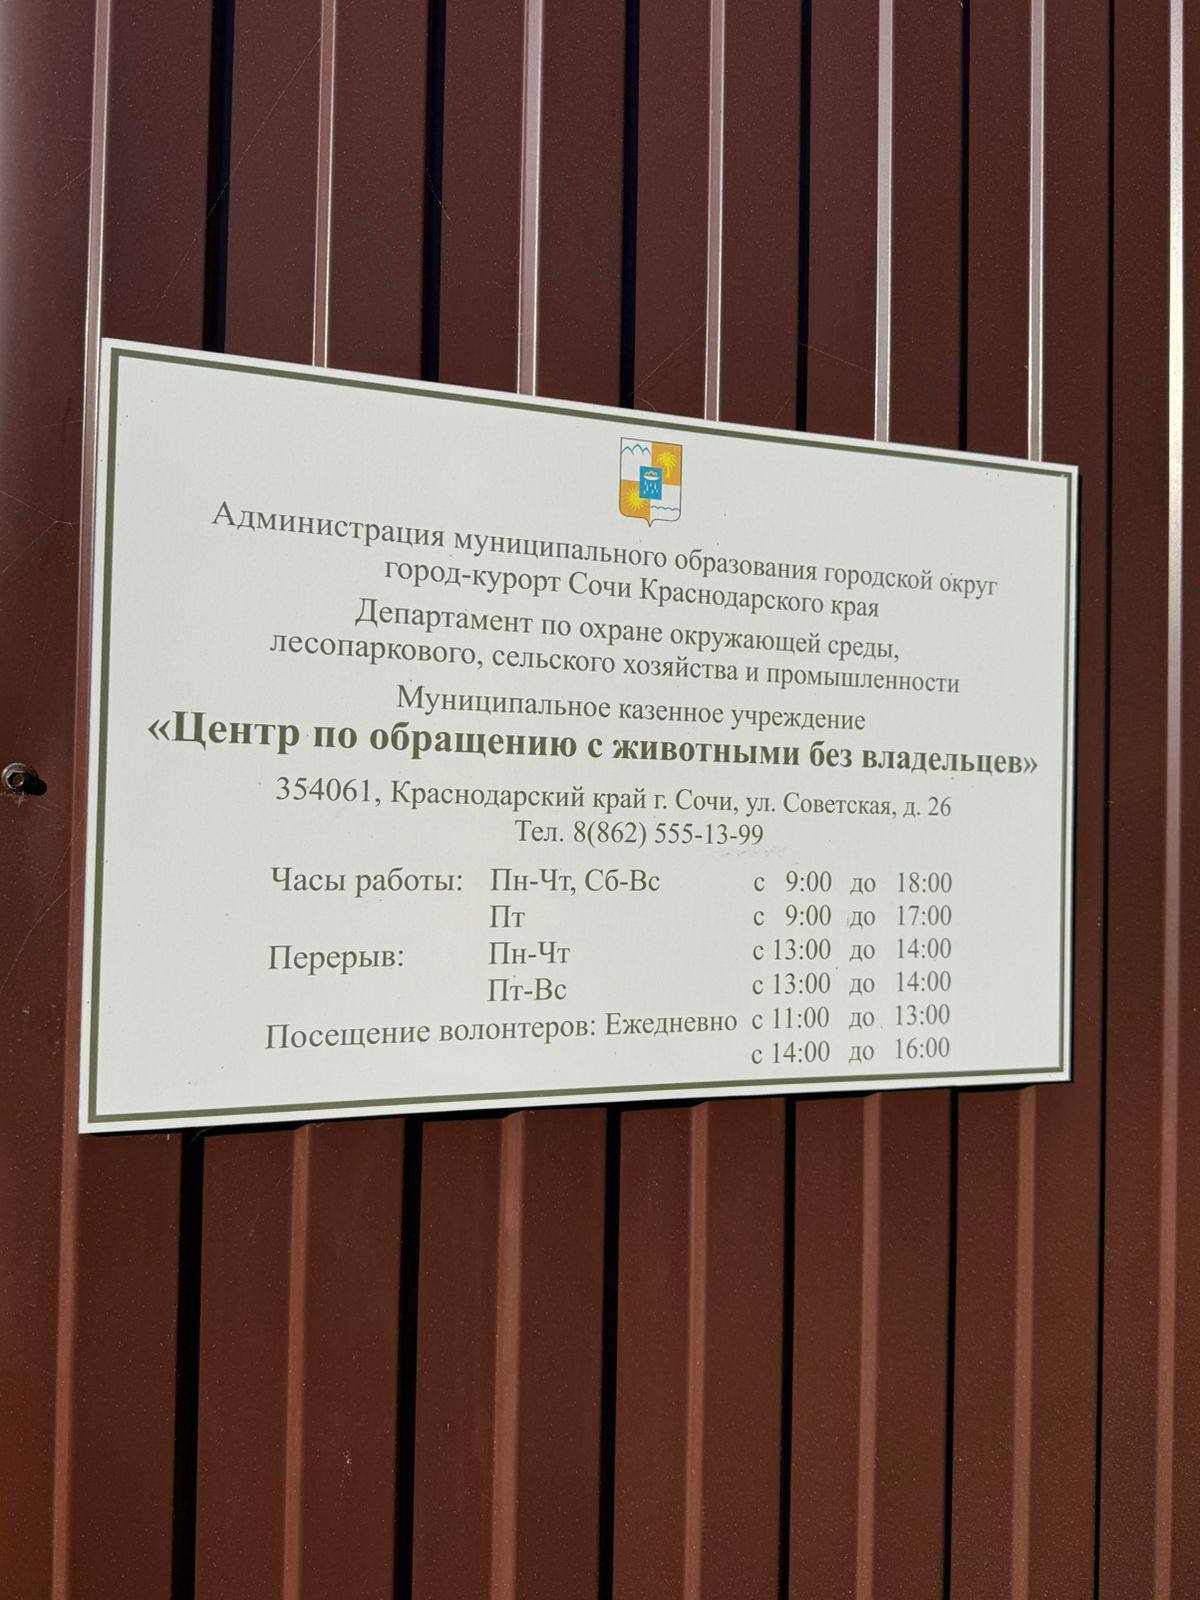 Администрация муниципального образования городской округ
город-курорт Сочи Краснодарского края
Департамент по охране окружающей среды,
лесопаркового, сельского хозяйства и промышленности
Муниципальное казенное учреждение
«Центр по обращению с животными без владельцев»
354061, Краснодарский край г. Сочи, ул. Советская, д. 26
Тел. 8(862) 555-13-99
Часы работы: Пн-Чт, Сб-Вс с 9:00 до 18:00
Пт с 9:00 до 17:00
Перерыв: Пн-Чт с 13:00 до 14:00
Пт-Вс с 13:00 до 14:00
Посещение волонтеров: Ежедневно с 11:00 до 13:00
с 14:00 до 16:00